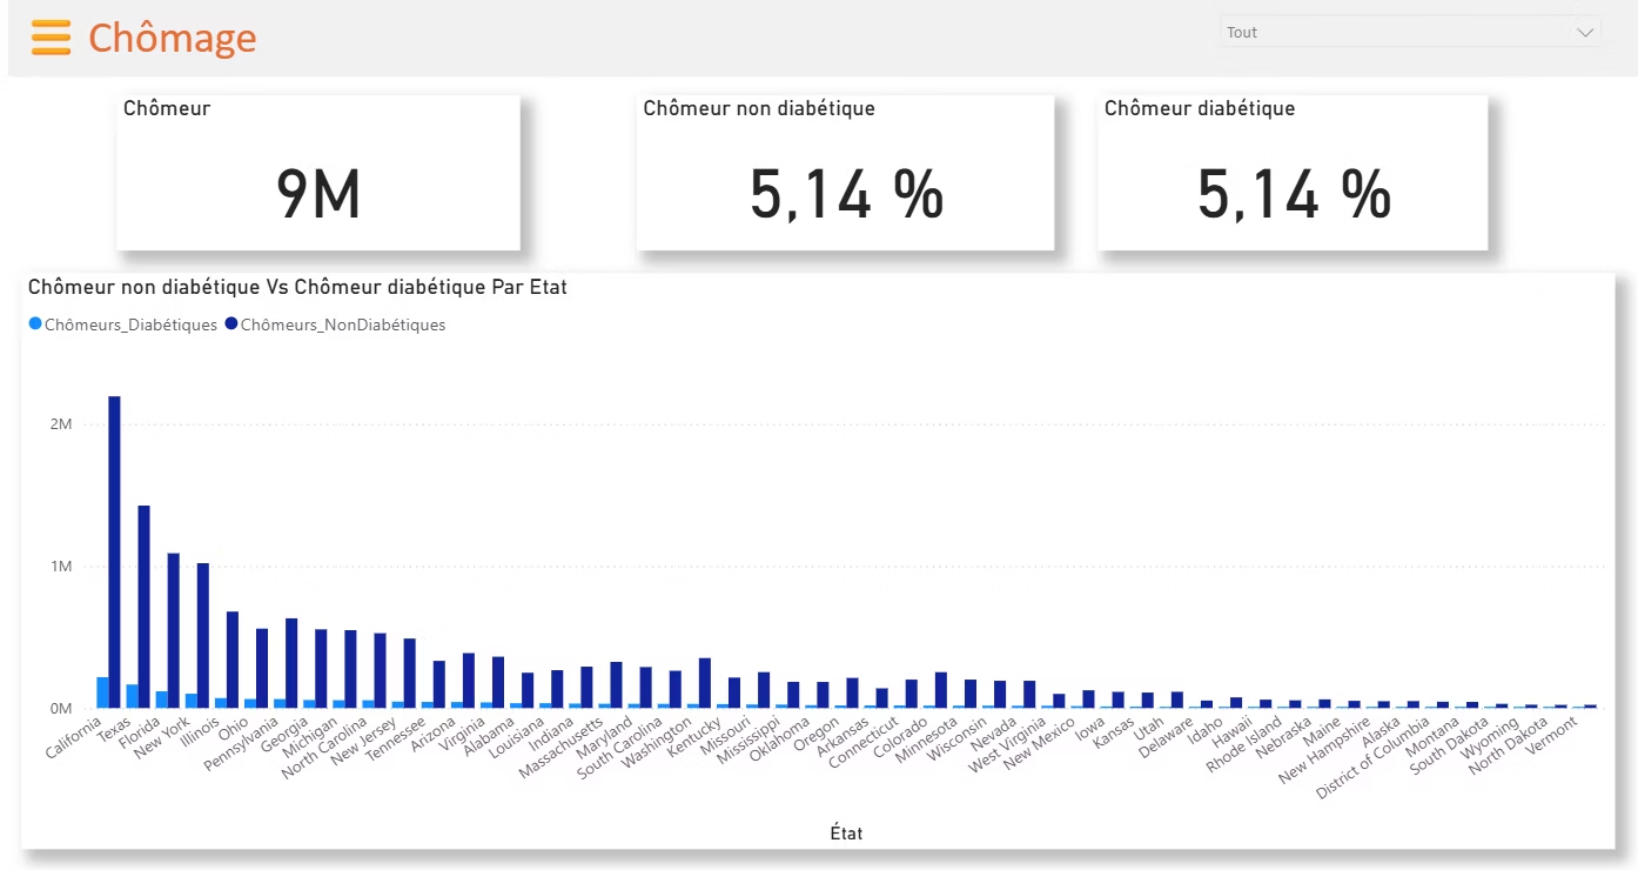 Chômage
Tout
Chômeur
9M
Chômeur non diabétique
5,14 %
Chômeur diabétique
5,14 %
Chômeur non diabétique Vs Chômeur diabétique Par Etat
Chômeurs_Diabétiques Chômeurs_NonDiabétiques
2M
1M
0M
California
Texas
Florida
New York
Illinois
Ohio
Pennsylvania
Georgia
Michigan
North Carolina
New Jersey
Tennessee
Arizona
Virginia
Alabama
Louisiana
Indiana
Massachusetts
Maryland
South Carolina
Washington
Kentucky
Missouri
Mississippi
Oklahoma
Oregon
Arkansas
Connecticut
Colorado
Minnesota
Wisconsin
Nevada
West Virginia
New Mexico
Iowa
Kansas
Utah
Delaware
Idaho
Hawaii
Rhode Island
Nebraska
Maine
New Hampshire
Alaska
District of Columbia
Montana
South Dakota
Wyoming
North Dakota
Vermont
État